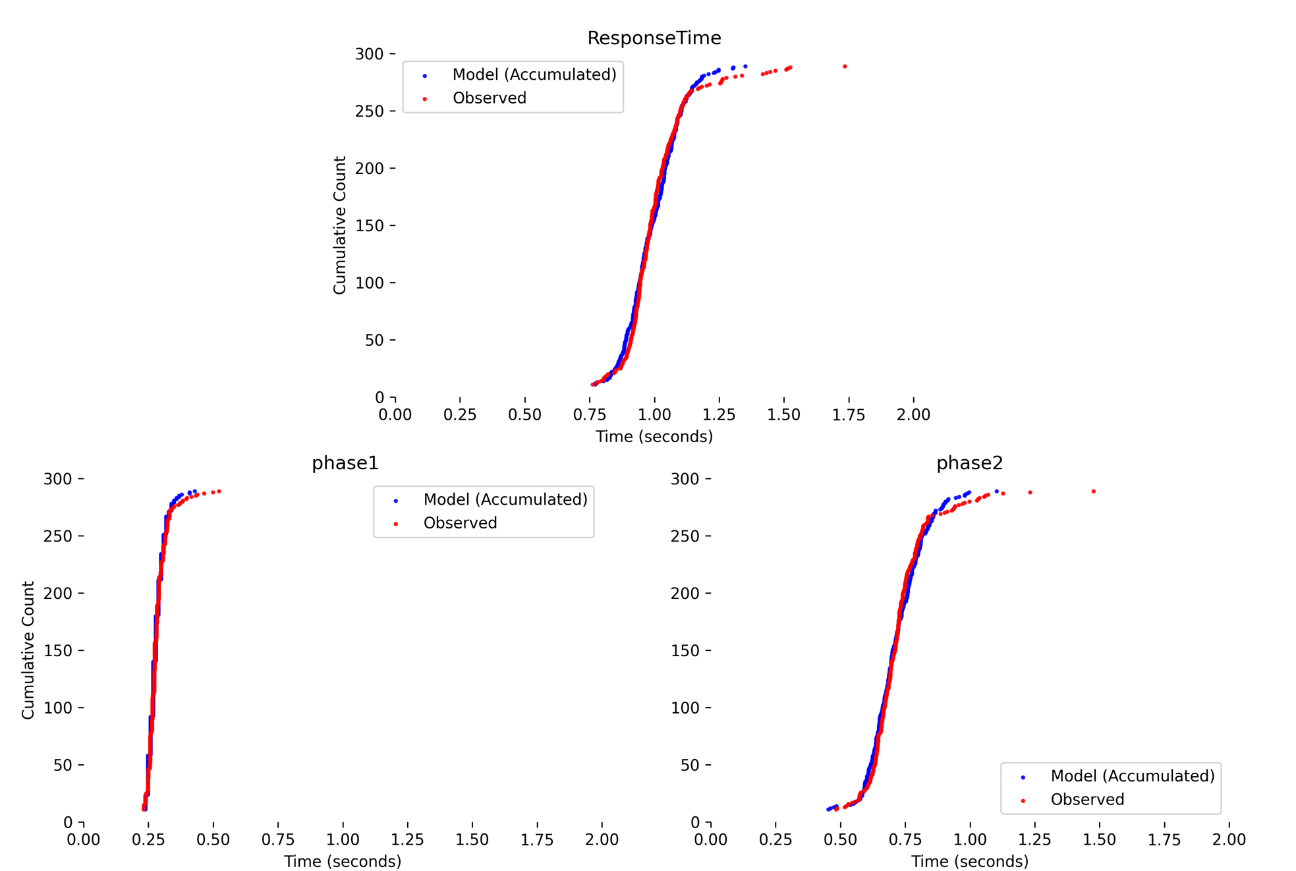 ResponseTime
300
Model (Accumulated)
Observed
250
200
150
100
50
0
Cumulative Count
0.00 0.25 0.50 0.75 1.00 1.25 1.50 1.75 2.00
Time (seconds)
phase1
300
Model (Accumulated)
Observed
250
200
150
100
50
0
Cumulative Count
0.00 0.25 0.50 0.75 1.00 1.25 1.50 1.75 2.00
Time (seconds)
phase2
300
250
200
150
100
50
0
Model (Accumulated)
Observed
0.00 0.25 0.50 0.75 1.00 1.25 1.50 1.75 2.00
Time (seconds)